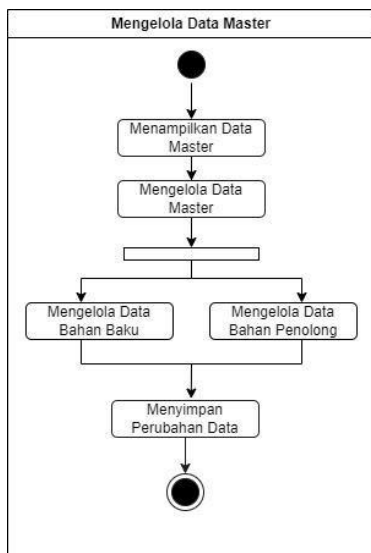 Mengelola Data Master
Menampilkan Data
Master
Mengelola Data
Master
Mengelola Data
Bahan Baku
Mengelola Data
Bahan Penolong
Menyimpan
Perubahan Data